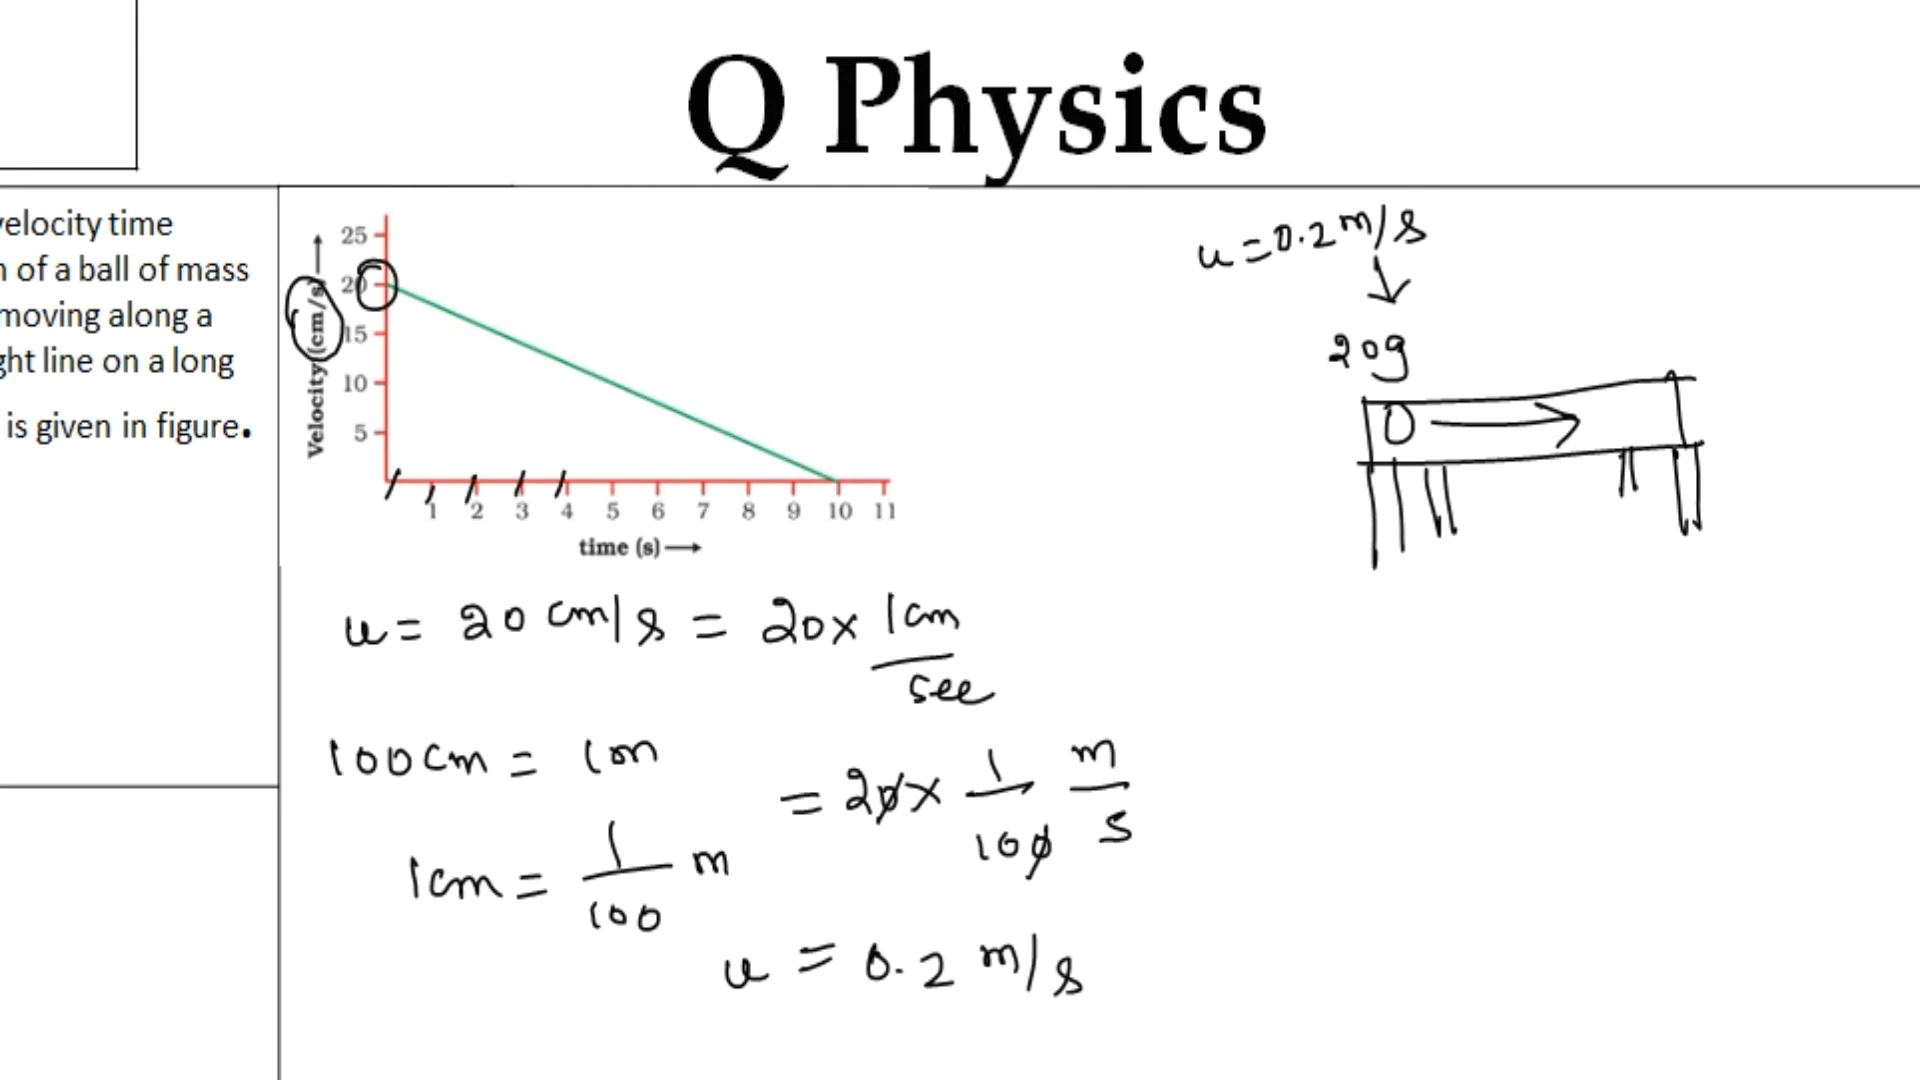 Q Physics
velocity time
of a ball of mass
moving along a
line on a long
is given in figure.
Velocity (cm/s)
25
20
15
10
5
1 2 3 4 5 6 7 8 9 10 11
time (s)
u = 20 cm/s = 20 x 1cm/sec
100cm = 1m
= 20 x 1/100 m/s
1cm = 1/100 m
u = 0.2 m/s
u = 0.2 m/s
20g